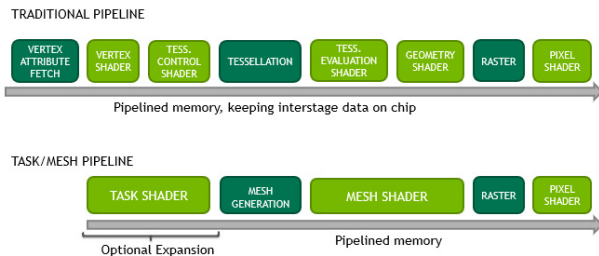 TRADITIONAL PIPELINE
VERTEX
ATTRIBUTE
FETCH
VERTEX
SHADER
TESS.
CONTROL
SHADER
TESSELLATION
TESS.
EVALUATION
SHADER
GEOMETRY
SHADER
RASTER
PIXEL
SHADER
Pipelined memory, keeping interstage data on chip
TASK/MESH PIPELINE
TASK SHADER
MESH
GENERATION
MESH SHADER
RASTER
PIXEL
SHADER
Optional Expansion
Pipelined memory